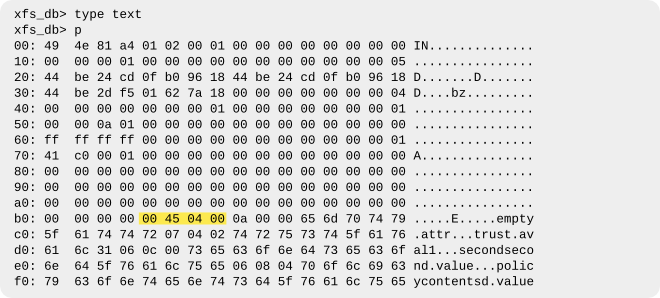 xfs_db> type text
xfs_db> p
00: 49 4e 81 a4 01 02 00 01 00 00 00 00 00 00 00 00 IN..............
10: 00 00 00 01 00 00 00 00 00 00 00 00 00 00 00 05 ................
20: 44 be 24 cd 0f b0 96 18 44 be 24 cd 0f b0 96 18 D.......D.......
30: 44 be 2d f5 01 62 7a 18 00 00 00 00 00 00 00 04 D....bz.........
40: 00 00 00 00 00 00 00 01 00 00 00 00 00 00 00 01 ................
50: 00 00 0a 01 00 00 00 00 00 00 00 00 00 00 00 00 ................
60: ff ff ff ff 00 00 00 00 00 00 00 00 00 00 00 01 ................
70: 41 c0 00 01 00 00 00 00 00 00 00 00 00 00 00 00 A...............
80: 00 00 00 00 00 00 00 00 00 00 00 00 00 00 00 00 ................
90: 00 00 00 00 00 00 00 00 00 00 00 00 00 00 00 00 ................
a0: 00 00 00 00 00 00 00 00 00 00 00 00 00 00 00 00 ................
b0: 00 00 00 00 00 45 04 00 0a 00 00 65 6d 70 74 79 .....E.....empty
c0: 5f 61 74 74 72 07 04 02 74 72 75 73 74 5f 61 76 .attr...trust.av
d0: 61 6c 31 06 0c 00 73 65 63 6f 6e 64 73 65 63 6f al1...secondseco
e0: 6e 64 5f 76 61 6c 75 65 06 08 04 70 6f 6c 69 63 nd.value...polic
f0: 79 63 6f 6e 74 65 6e 74 73 64 5f 76 61 6c 75 65 ycontentsd.value